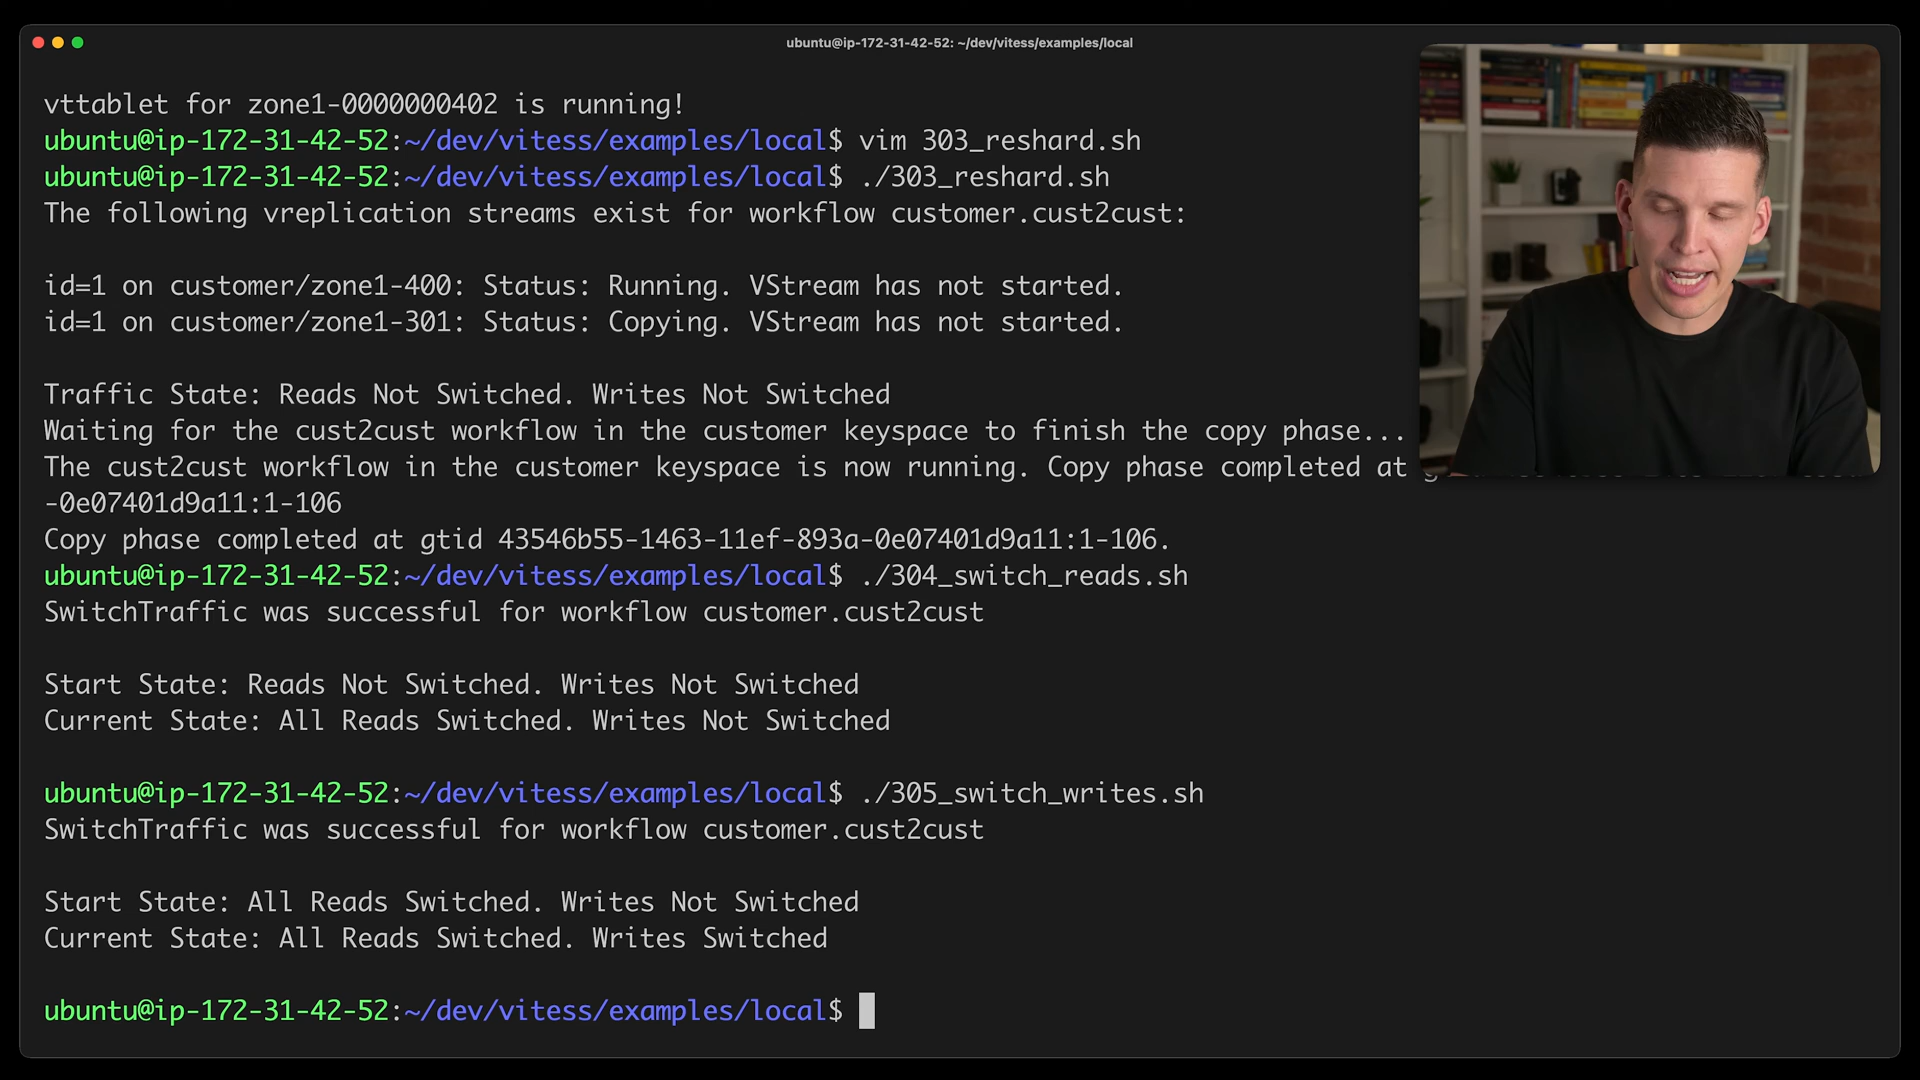 ubuntu@ip-172-31-42-52: ~/dev/vitess/examples/local
vttablet for zone1-0000000402 is running!
ubuntu@ip-172-31-42-52:~/dev/vitess/examples/local$ vim 303_reshard.sh
ubuntu@ip-172-31-42-52:~/dev/vitess/examples/local$ ./303_reshard.sh
The following vreplication streams exist for workflow customer.cust2cust:
id=1 on customer/zone1-400: Status: Running. VStream has not started.
id=1 on customer/zone1-301: Status: Copying. VStream has not started.
Traffic State: Reads Not Switched. Writes Not Switched
Waiting for the cust2cust workflow in the customer keyspace to finish the copy phase...
The cust2cust workflow in the customer keyspace is now running. Copy phase completed at
-0e07401d9a11:1-106
Copy phase completed at gtid 43546b55-1463-11ef-893a-0e07401d9a11:1-106.
ubuntu@ip-172-31-42-52:~/dev/vitess/examples/local$ ./304_switch_reads.sh
SwitchTraffic was successful for workflow customer.cust2cust
Start State: Reads Not Switched. Writes Not Switched
Current State: All Reads Switched. Writes Not Switched
ubuntu@ip-172-31-42-52:~/dev/vitess/examples/local$ ./305_switch_writes.sh
SwitchTraffic was successful for workflow customer.cust2cust
Start State: All Reads Switched. Writes Not Switched
Current State: All Reads Switched. Writes Switched
ubuntu@ip-172-31-42-52:~/dev/vitess/examples/local$